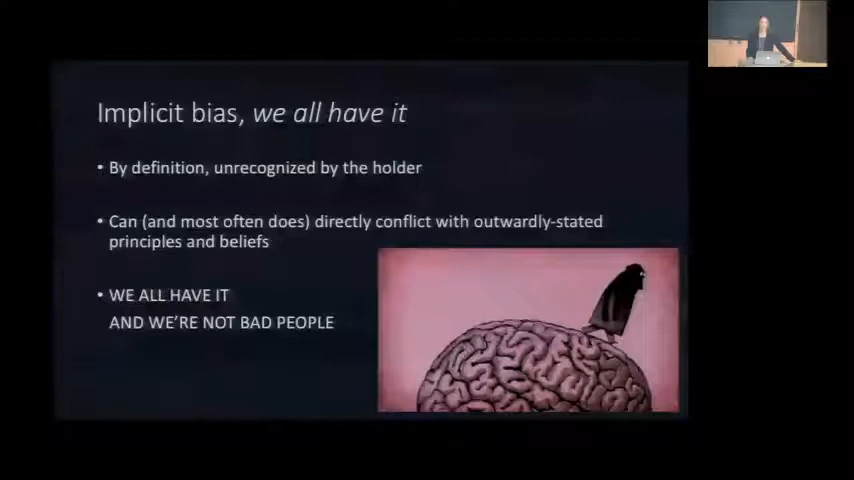 Implicit bias, we all have it
• By definition, unrecognized by the holder
• Can (and most often does) directly conflict with outwardly-stated
principles and beliefs
• WE ALL HAVE IT
AND WE'RE NOT BAD PEOPLE